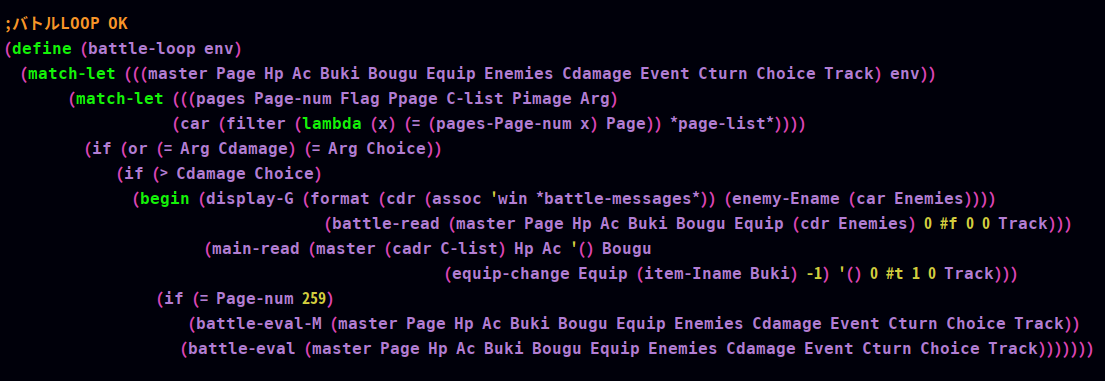 ;バトルLOOP OK
(define (battle-loop env)
(match-let (((master Page Hp Ac Buki Bougu Equip Enemies Cdamage Event Cturn Choice Track) env))
(match-let (((pages Page-num Flag Ppage C-list Pimage Arg)
(car (filter (lambda (x) (= (pages-Page-num x) Page)) *page-list*))))
(if (or (= Arg Cdamage) (= Arg Choice))
(if (> Cdamage Choice)
(begin (display-G (format (cdr (assoc 'win *battle-messages*)) (enemy-Ename (car Enemies))))
(battle-read (master Page Hp Ac Buki Bougu Equip (cdr Enemies) 0 #f 0 0 Track)))
(main-read (master (cadr C-list) Hp Ac '() Bougu
(equip-change Equip (item-Iname Buki) -1) '() 0 #t 1 0 Track)))
(if (= Page-num 259)
(battle-eval-M (master Page Hp Ac Buki Bougu Equip Enemies Cdamage Event Cturn Choice Track))
(battle-eval (master Page Hp Ac Buki Bougu Equip Enemies Cdamage Event Cturn Choice Track)))))))